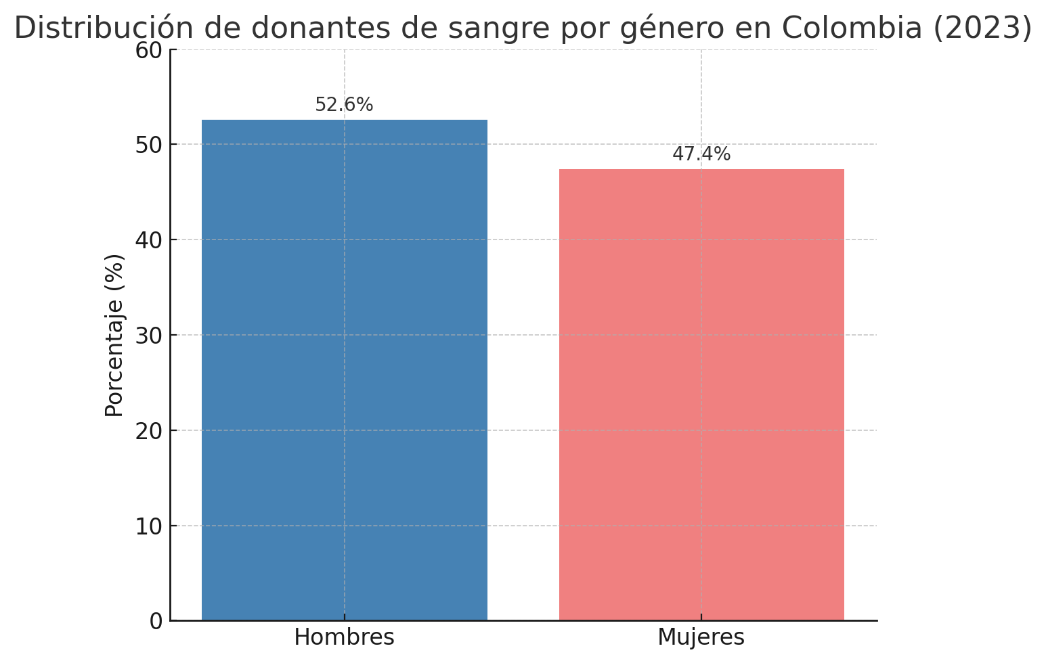 Distribución de donantes de sangre por género en Colombia (2023)
60
50
40
30
20
10
0
Porcentaje (%)
52.6%
47.4%
Hombres
Mujeres